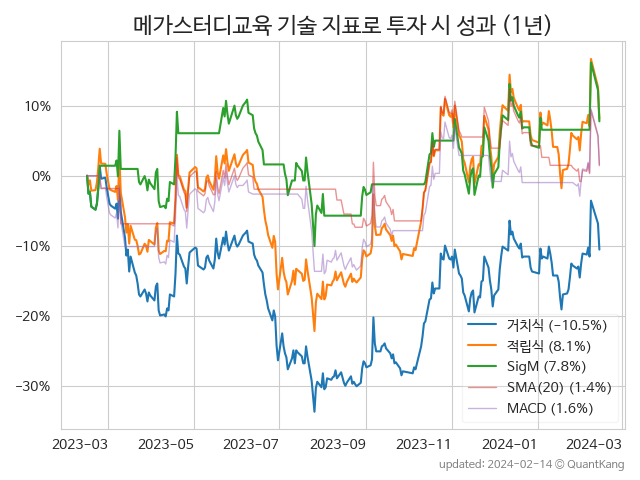 메가스터디교육 기술 지표로 투자 시 성과 (1년)
10%
0%
−10%
−20%
−30%
거치식 (−10.5%)
적립식 (8.1%)
SigM (7.8%)
SMA(20) (1.4%)
MACD (1.6%)
2023-03 2023-05 2023-07 2023-09 2023-11 2024-01 2024-03
updated: 2024-02-14 © QuantKang